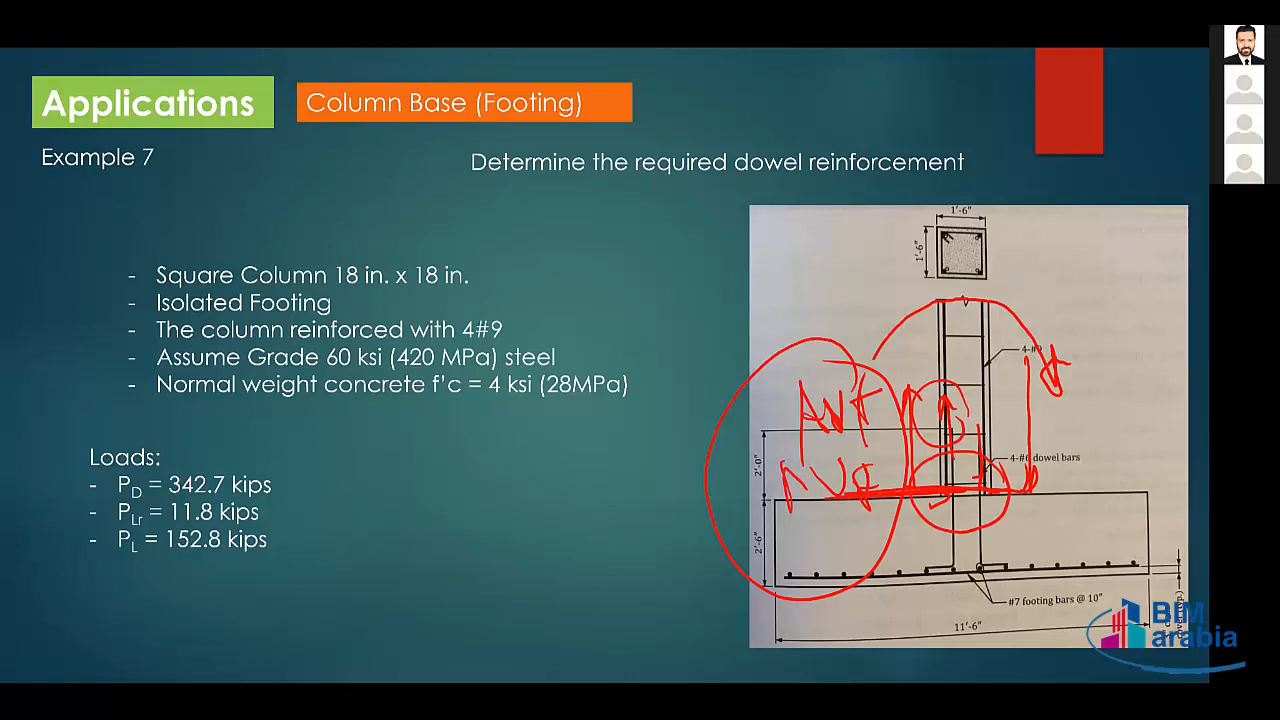 Applications
Column Base (Footing)
Example 7
Determine the required dowel reinforcement
- Square Column 18 in. x 18 in.
- Isolated Footing
- The column reinforced with 4#9
- Assume Grade 60 ksi (420 MPa) steel
- Normal weight concrete f'c = 4 ksi (28MPa)
Loads:
- PD = 342.7 kips
- PLr = 11.8 kips
- PL = 152.8 kips
1'-6"
1'-6"
4-#9
2'-0"
4-#6 dowel bars
2'-6"
#7 footing bars @ 10"
11'-6"
BIM
arabia